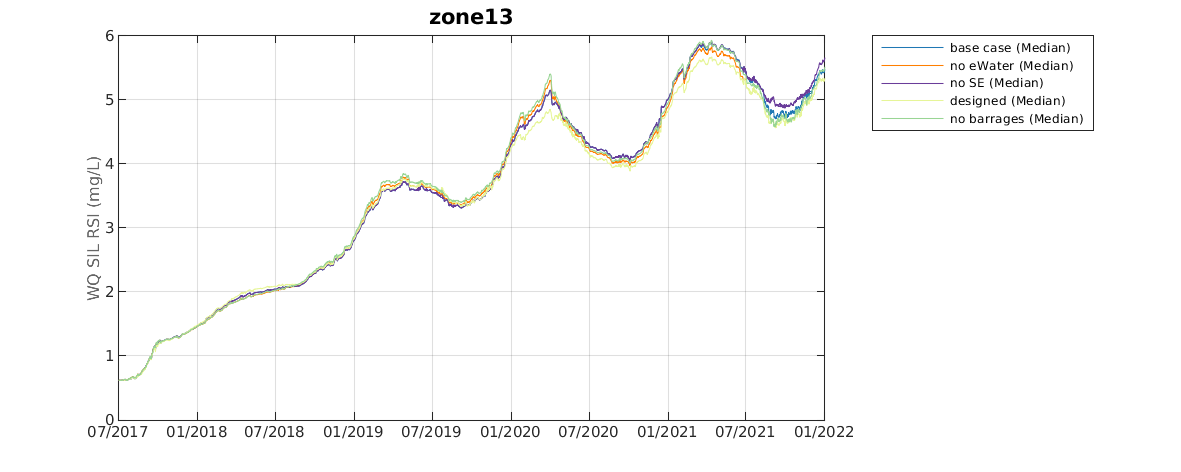 zone13
WQ SIL RSI (mg/L)
6
5
4
3
2
1
0
07/2017 01/2018 07/2018 01/2019 07/2019 01/2020 07/2020 01/2021 07/2021 01/2022
base case (Median)
no eWater (Median)
no SE (Median)
designed (Median)
no barrages (Median)